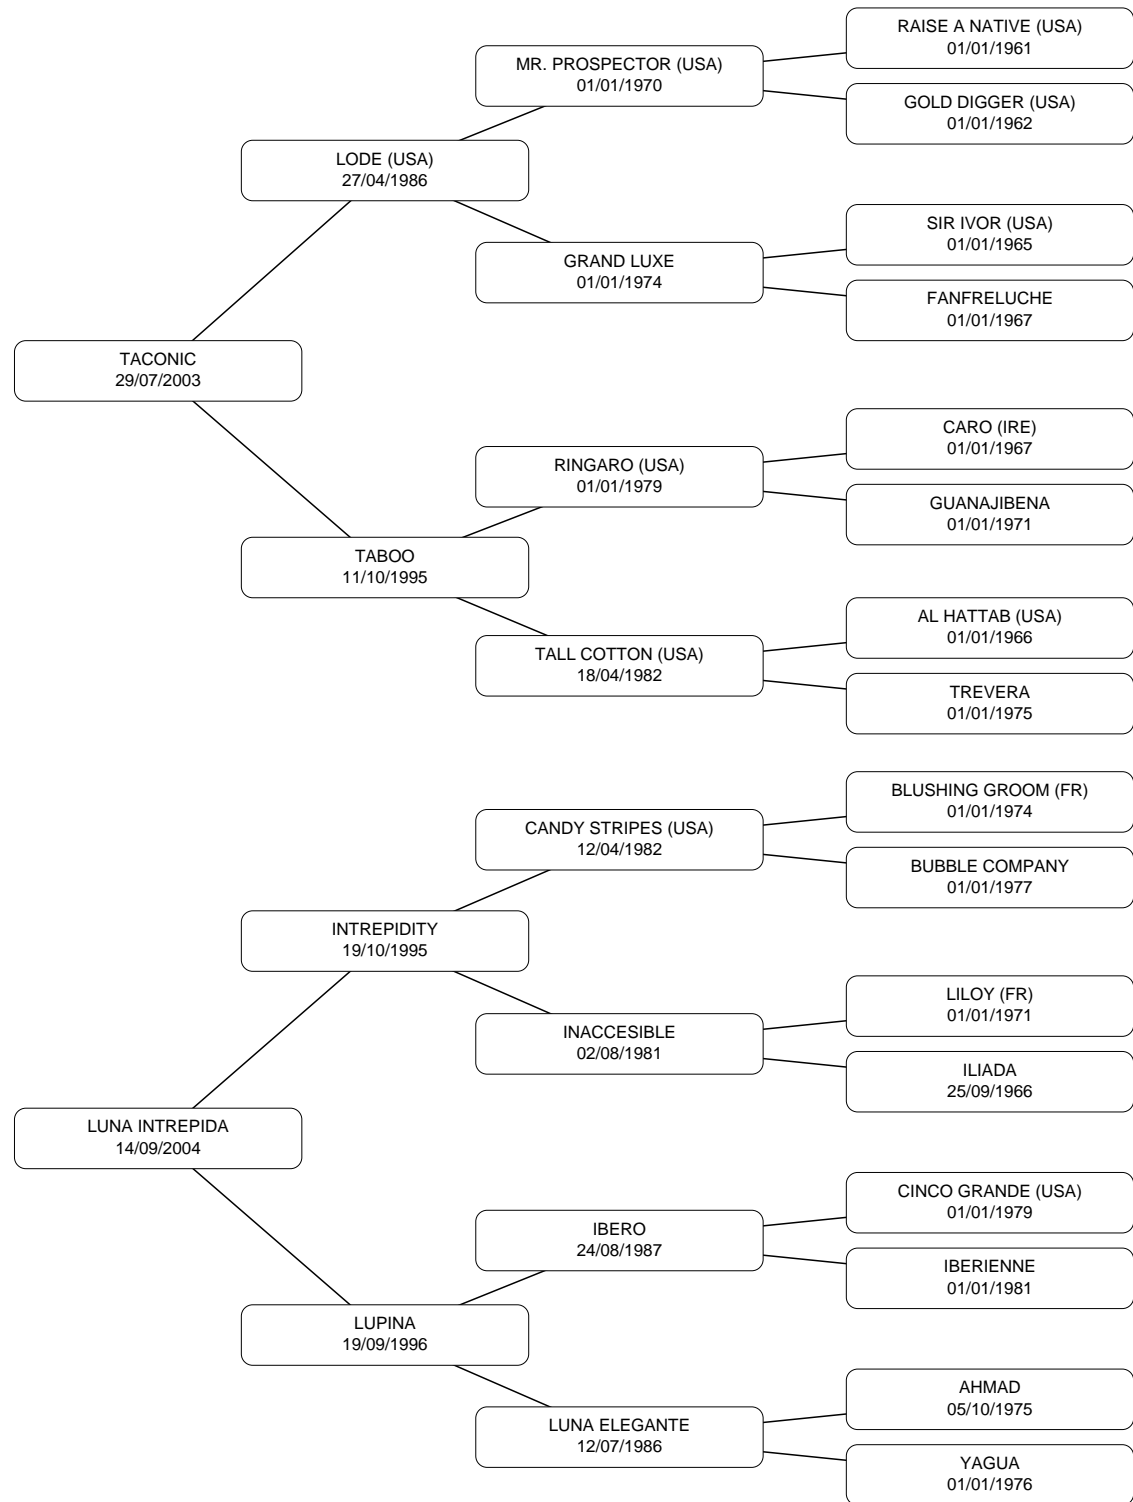 RAISE A NATIVE (USA)
01/01/1961
MR. PROSPECTOR (USA)
01/01/1970
GOLD DIGGER (USA)
01/01/1962
LODE (USA)
27/04/1986
SIR IVOR (USA)
01/01/1965
GRAND LUXE
01/01/1974
FANFRELUCHE
01/01/1967
TACONIC
29/07/2003
CARO (IRE)
01/01/1967
RINGARO (USA)
01/01/1979
GUANAJIBENA
01/01/1971
TABOO
11/10/1995
AL HATTAB (USA)
01/01/1966
TALL COTTON (USA)
18/04/1982
TREVERA
01/01/1975
BLUSHING GROOM (FR)
01/01/1974
CANDY STRIPES (USA)
12/04/1982
BUBBLE COMPANY
01/01/1977
INTREPIDITY
19/10/1995
LILOY (FR)
01/01/1971
INACCESIBLE
02/08/1981
ILIADA
25/09/1966
LUNA INTREPIDA
14/09/2004
CINCO GRANDE (USA)
01/01/1979
IBERO
24/08/1987
IBERIENNE
01/01/1981
LUPINA
19/09/1996
AHMAD
05/10/1975
LUNA ELEGANTE
12/07/1986
YAGUA
01/01/1976